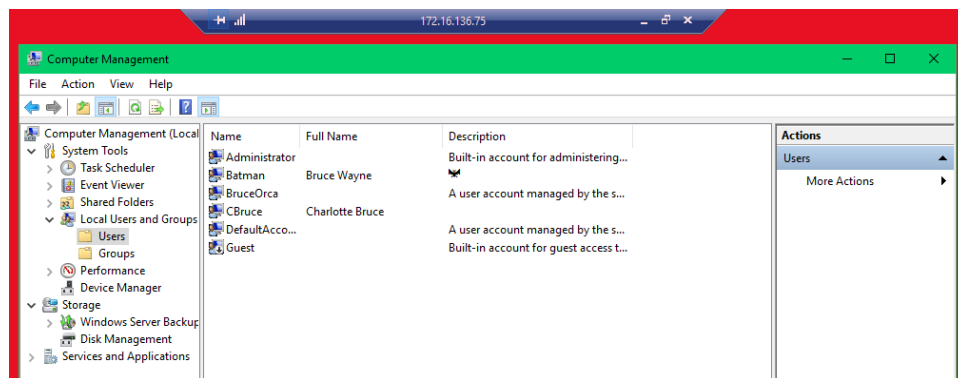 172.16.136.75
Computer Management
File Action View Help
Computer Management (Local
System Tools
Task Scheduler
Event Viewer
Shared Folders
Local Users and Groups
Users
Groups
Performance
Device Manager
Storage
Windows Server Backup
Disk Management
Services and Applications
Name Full Name Description
Administrator Built-in account for administering...
Batman Bruce Wayne
BruceOrca A user account managed by the s...
CBruce Charlotte Bruce
DefaultAcco... A user account managed by the s...
Guest Built-in account for guest access t...
Actions
Users
More Actions